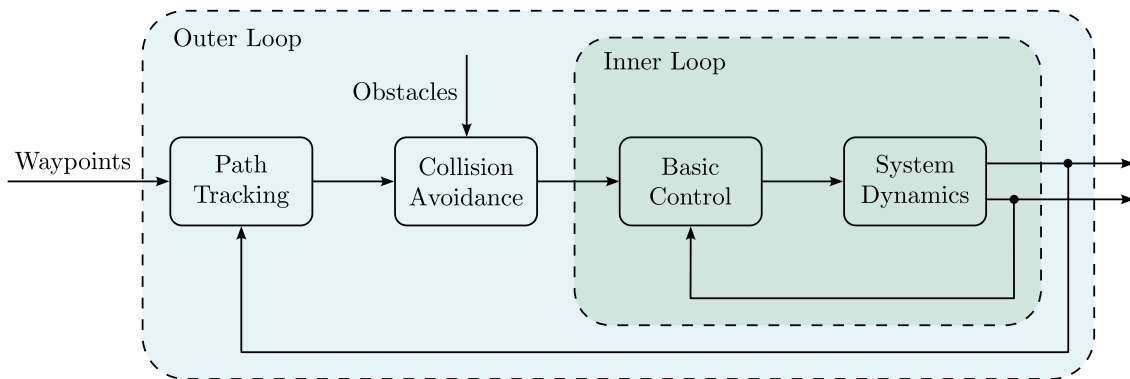 Outer Loop
Inner Loop
Obstacles
Waypoints
Path
Tracking
Collision
Avoidance
Basic
Control
System
Dynamics